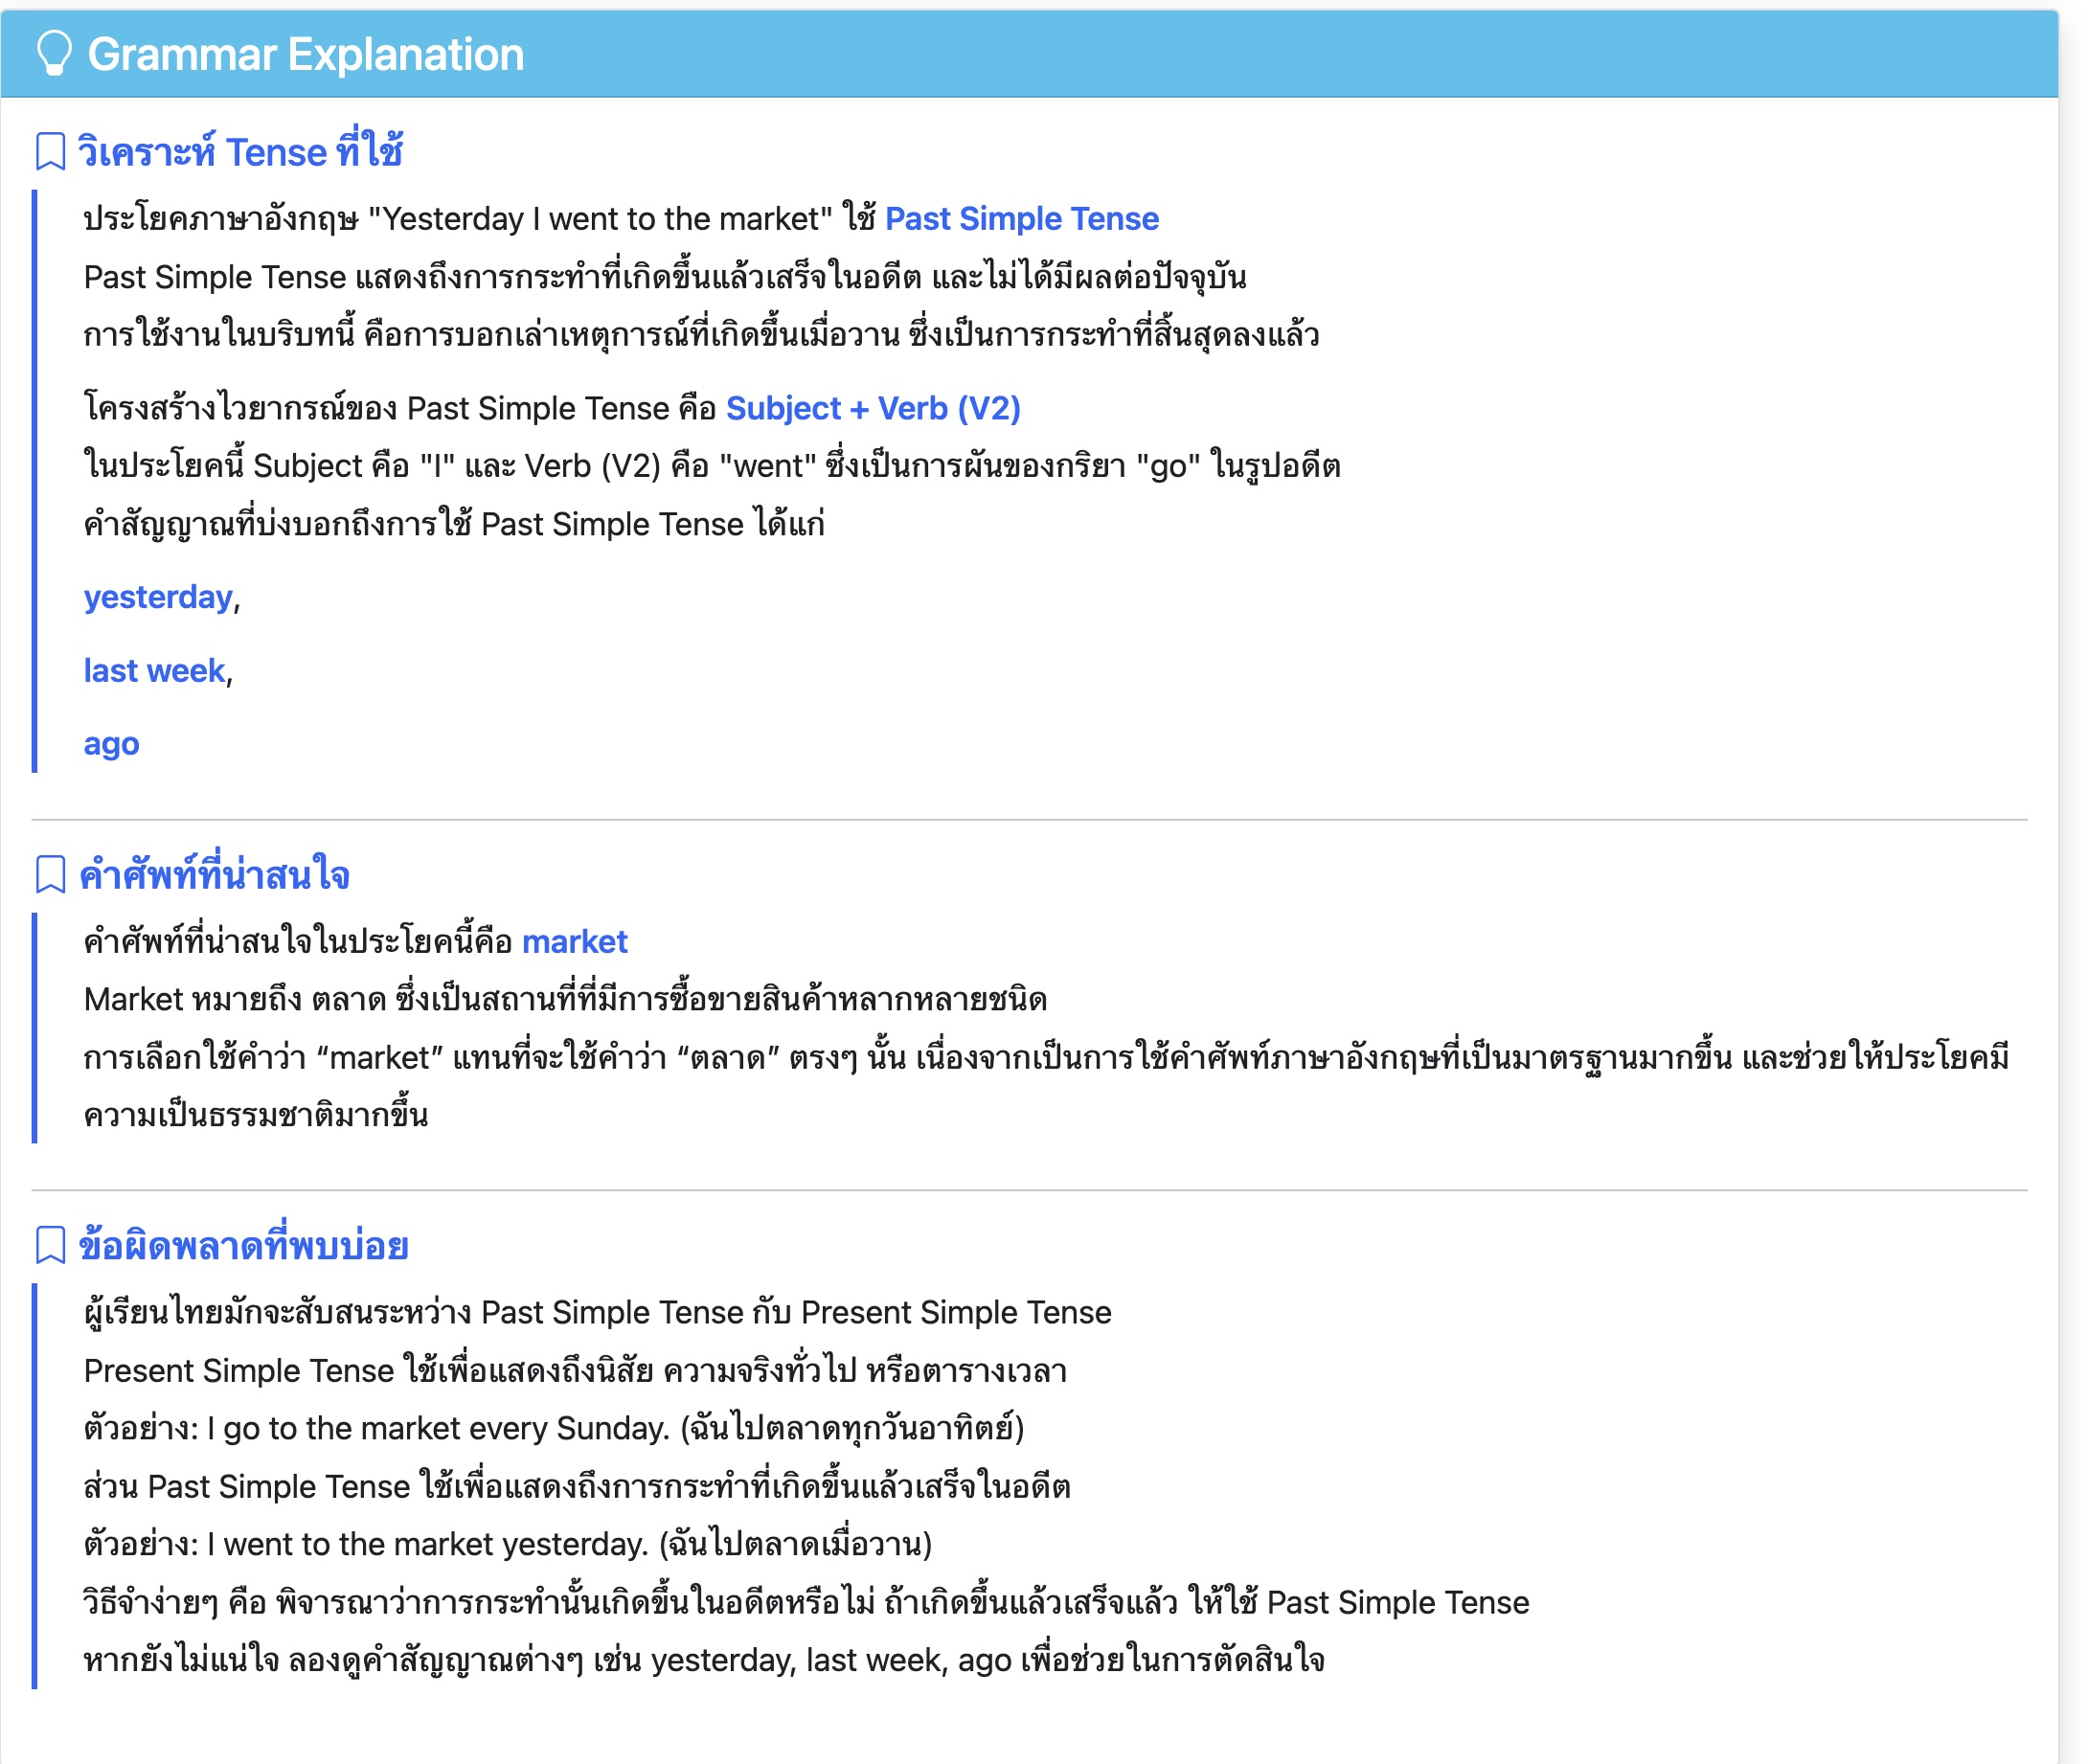 Grammar Explanation
วิเคราะห์ Tense ที่ใช้
ประโยคภาษาอังกฤษ "Yesterday I went to the market" ใช้ Past Simple Tense
Past Simple Tense แสดงถึงการกระทำที่เกิดขึ้นแล้วเสร็จในอดีต และไม่ได้มีผลต่อปัจจุบัน
การใช้งานในบริบทนี้ คือการบอกเล่าเหตุการณ์ที่เกิดขึ้นเมื่อวาน ซึ่งเป็นการกระทำที่สิ้นสุดลงแล้ว
โครงสร้างไวยากรณ์ของ Past Simple Tense คือ Subject + Verb (V2)
ในประโยคนี้ Subject คือ "I" และ Verb (V2) คือ "went" ซึ่งเป็นการผันของกริยา "go" ในรูปอดีต
คำสัญญาณที่บ่งบอกถึงการใช้ Past Simple Tense ได้แก่
yesterday,
last week,
ago
คำศัพท์ที่น่าสนใจ
คำศัพท์ที่น่าสนใจในประโยคนี้คือ market
Market หมายถึง ตลาด ซึ่งเป็นสถานที่ที่มีการซื้อขายสินค้าหลากหลายชนิด
การเลือกใช้คำว่า “market” แทนที่จะใช้คำว่า “ตลาด” ตรงๆ นั้น เนื่องจากเป็นการใช้คำศัพท์ภาษาอังกฤษที่เป็นมาตรฐานมากขึ้น และช่วยให้ประโยคมี
ความเป็นธรรมชาติมากขึ้น
ข้อผิดพลาดที่พบบ่อย
ผู้เรียนไทยมักจะสับสนระหว่าง Past Simple Tense กับ Present Simple Tense
Present Simple Tense ใช้เพื่อแสดงถึงนิสัย ความจริงทั่วไป หรือตารางเวลา
ตัวอย่าง: I go to the market every Sunday. (ฉันไปตลาดทุกวันอาทิตย์)
ส่วน Past Simple Tense ใช้เพื่อแสดงถึงการกระทำที่เกิดขึ้นแล้วเสร็จในอดีต
ตัวอย่าง: I went to the market yesterday. (ฉันไปตลาดเมื่อวาน)
วิธีจำง่ายๆ คือ พิจารณาว่าการกระทำนั้นเกิดขึ้นในอดีตหรือไม่ ถ้าเกิดขึ้นแล้วเสร็จแล้ว ให้ใช้ Past Simple Tense
หากยังไม่แน่ใจ ลองดูคำสัญญาณต่างๆ เช่น yesterday, last week, ago เพื่อช่วยในการตัดสินใจ